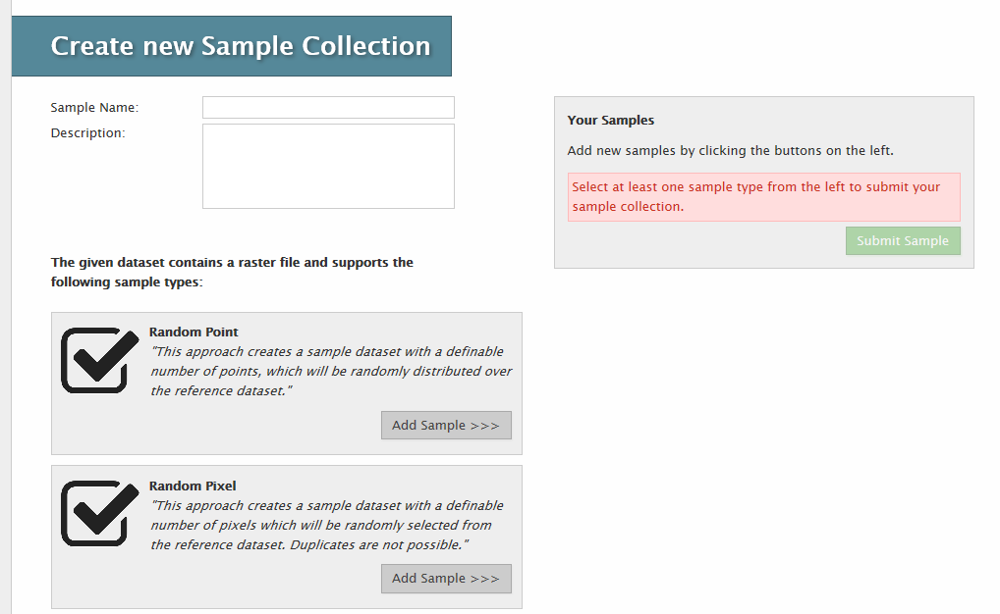 Create new Sample Collection
Sample Name:
Description:
Your Samples
Add new samples by clicking the buttons on the left.
Select at least one sample type from the left to submit your
sample collection.
Submit Sample
The given dataset contains a raster file and supports the
following sample types:
Random Point
"This approach creates a sample dataset with a definable
number of points, which will be randomly distributed over
the reference dataset."
Add Sample >>>
Random Pixel
"This approach creates a sample dataset with a definable
number of pixels which will be randomly selected from
the reference dataset. Duplicates are not possible."
Add Sample >>>